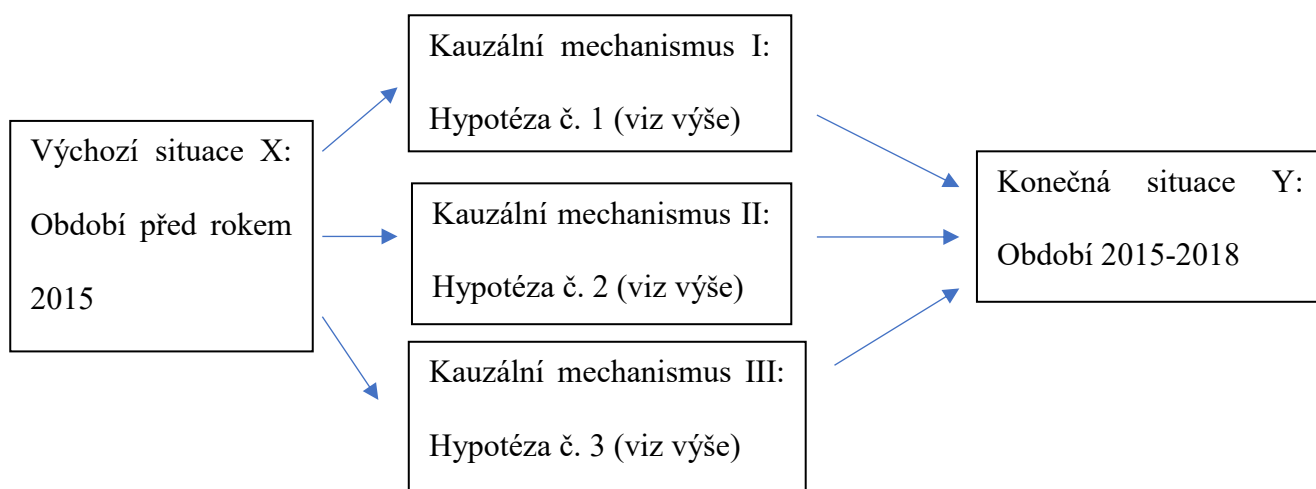 Výchozí situace X:
Období před rokem
2015
Kauzální mechanismus I:
Hypotéza č. 1 (viz výše)
Kauzální mechanismus II:
Hypotéza č. 2 (viz výše)
Kauzální mechanismus III:
Hypotéza č. 3 (viz výše)
Konečná situace Y:
Období 2015-2018